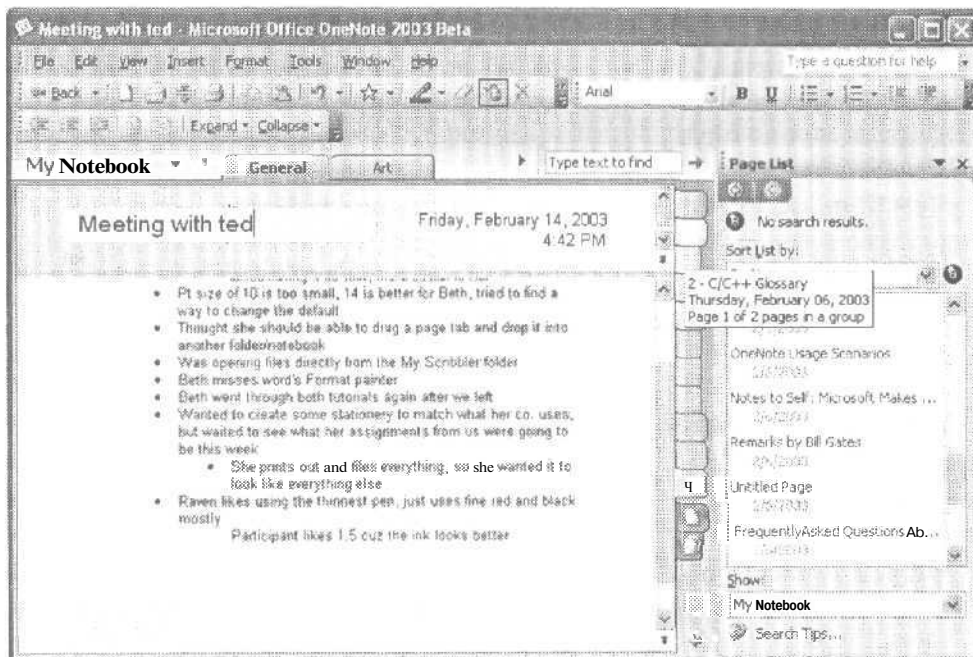 Meeting with ted - Microsoft Office OneNote 2003 Beta
File Edit View Insert Format Tools Window Help
Type a question for help
Back
Arial
B U
Expand Collapse
My Notebook
General
Art
Type text to find
Page List
Meeting with ted
Friday, February 14, 2003
4:42 PM
No search results.
Sort List by:
2 - C/C++ Glossary
Thursday, February 06, 2003
Page 1 of 2 pages in a group
• Pt size of 10 is too small, 14 is better for Beth, tried to find a
way to change the default
• Thought she should be able to drag a page tab and drop it into
another folder/notebook
• Was opening files directly from the My Scribbler folder
• Beth misses word's Format painter
• Beth went through both tutorials again after we left
• Wanted to create some stationery to match what her co. uses,
but waited to see what her assignments from us were going to
be this week
• She prints out and files everything, so she wanted it to
look like everything else
• Raven likes using the thinnest pen, just uses fine red and black
mostly
Participant likes 1.5 cuz the ink looks better
OneNote Usage Scenarios
Notes to Self: Microsoft Makes ...
Remarks by Bill Gates
Untitled Page
FrequentlyAsked Questions Ab...
Show:
My Notebook
Search Tips...